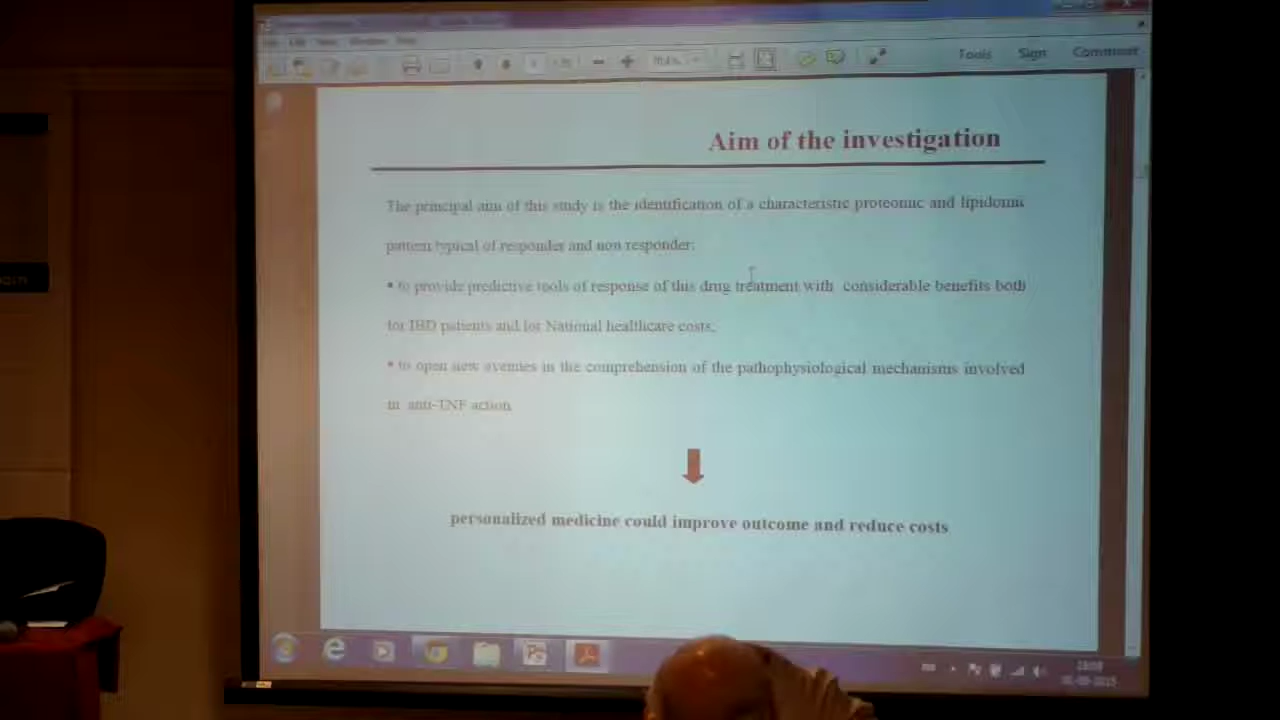 Tools Sign Comment
Aim of the investigation
The principal aim of this study is the identification of a characteristic proteomic and lipidomic
pattern typical of responder and non responder:
• to provide predictive tools of response of this drug treatment with considerable benefits both
for IBD patients and for National healthcare costs.
• to open new avenues in the comprehension of the pathophysiological mechanisms involved
in anti-TNF action
personalized medicine could improve outcome and reduce costs